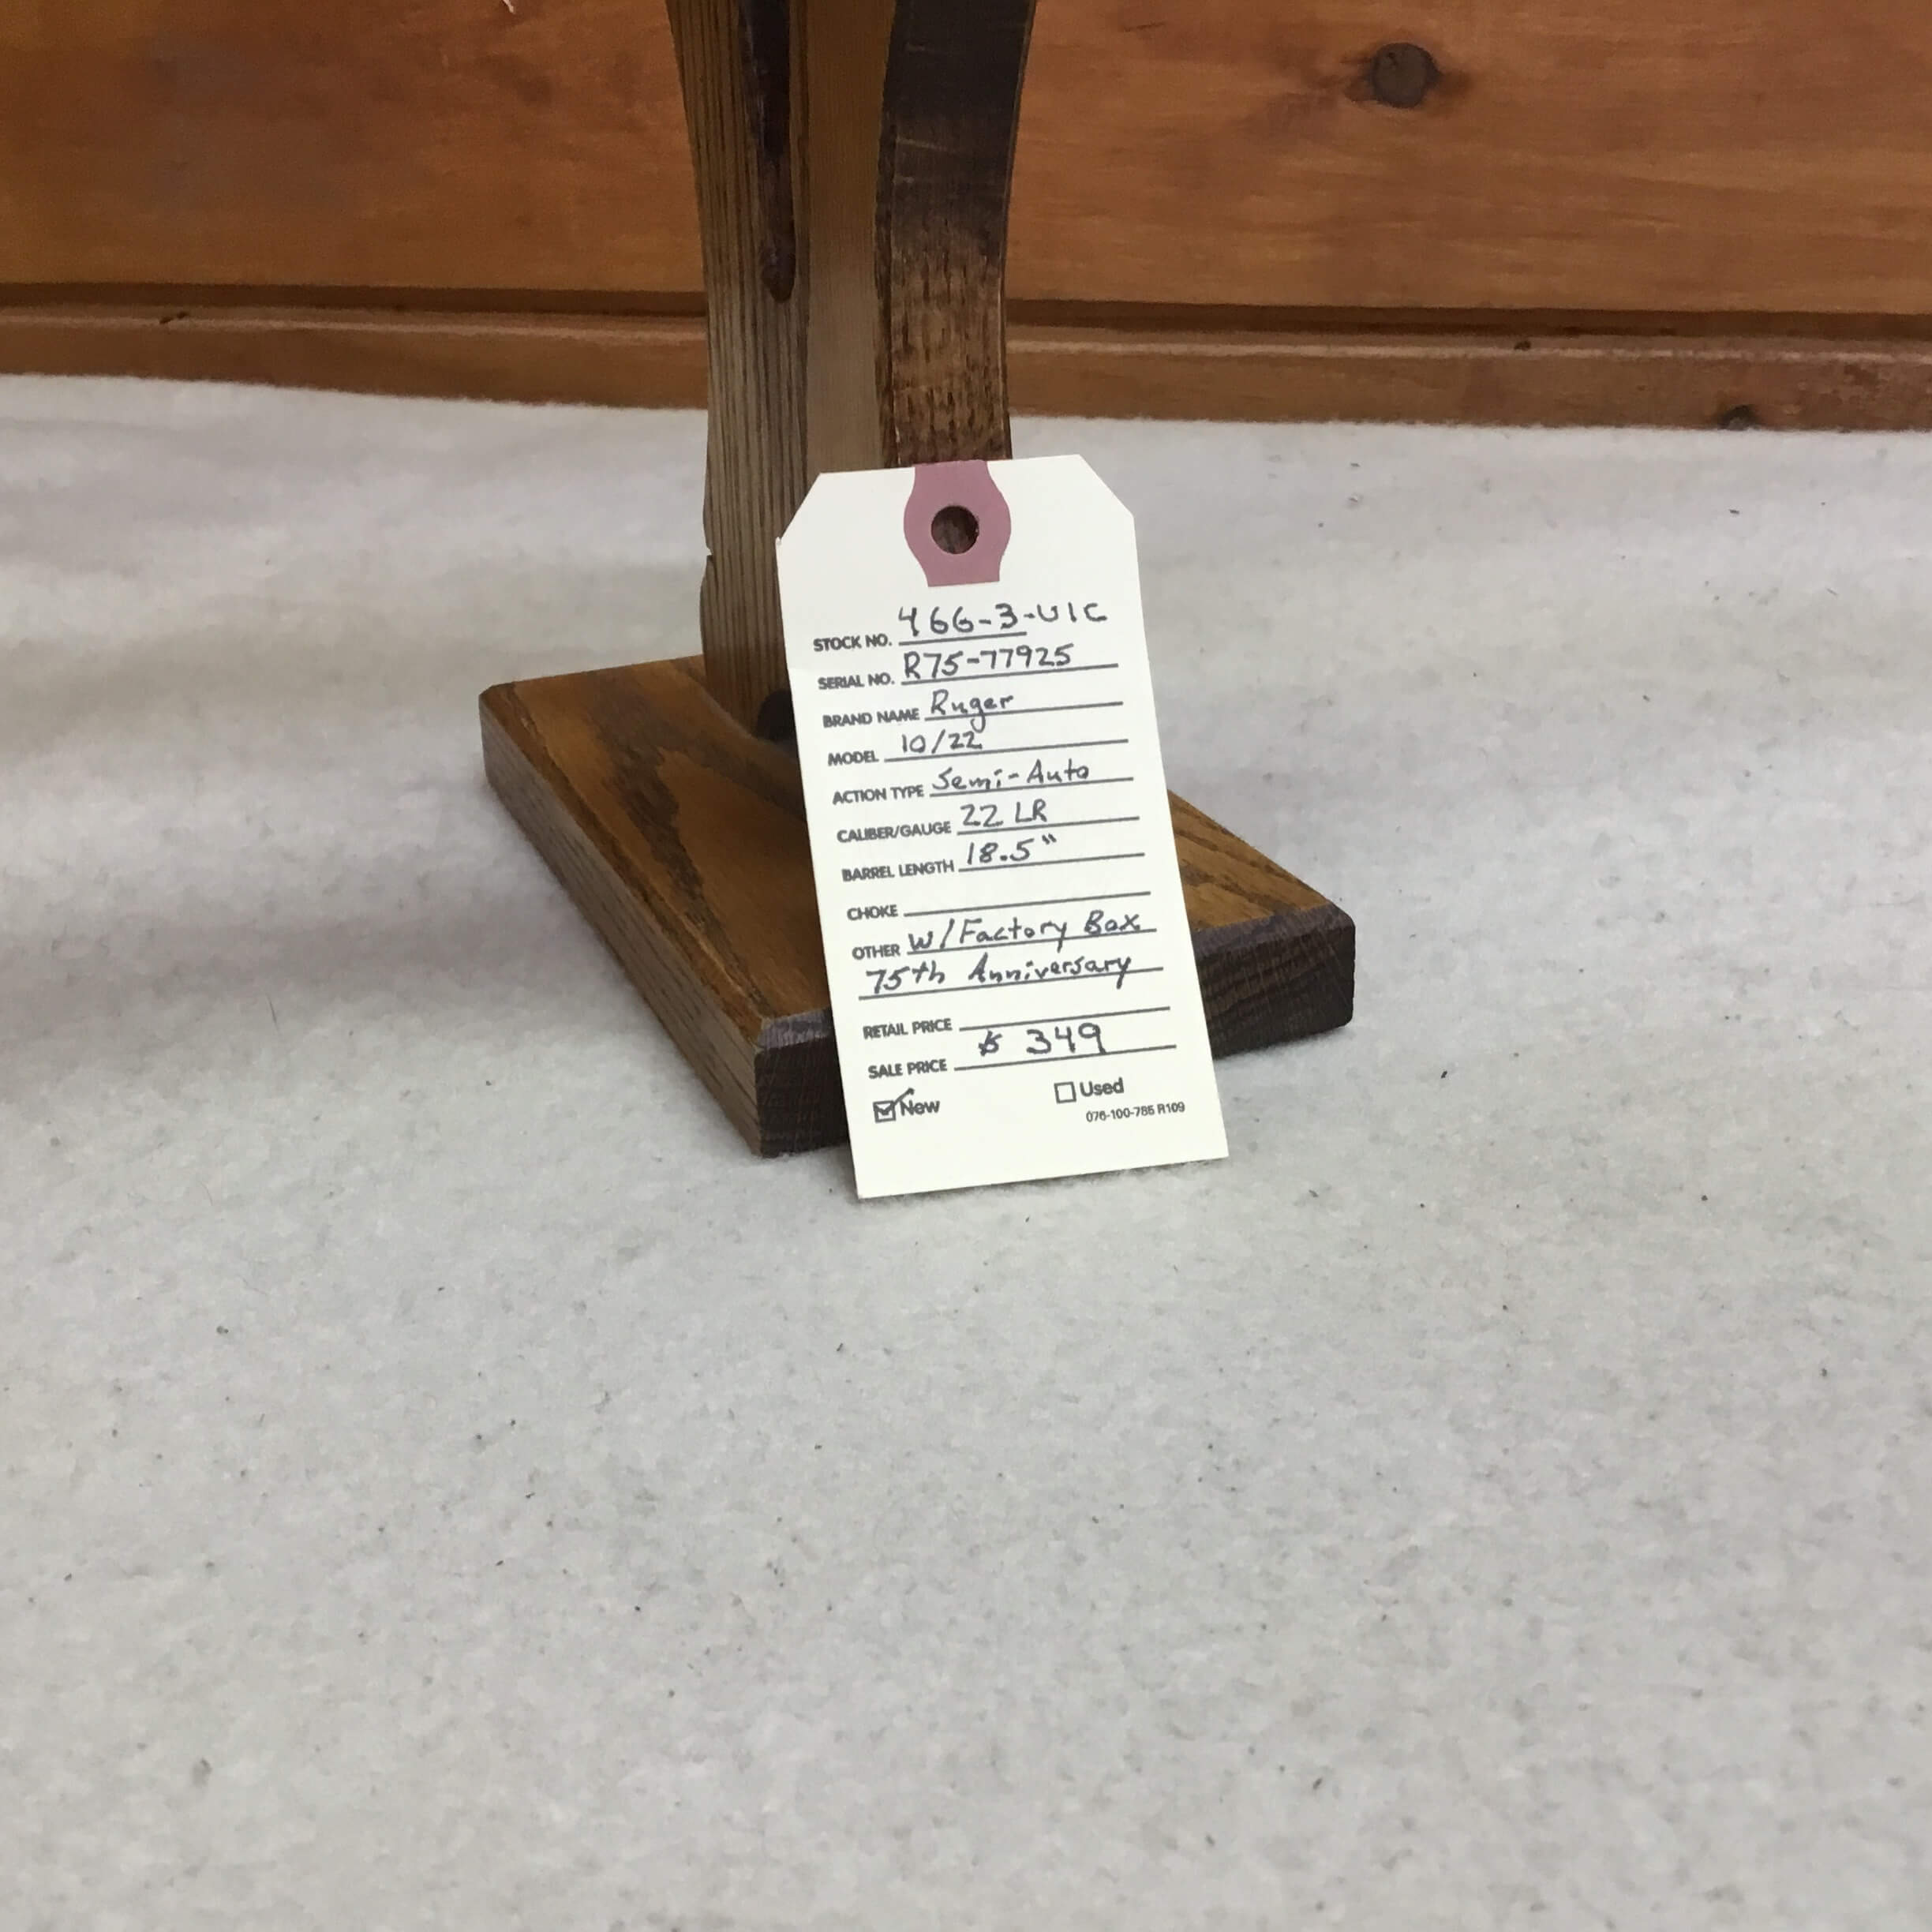 STOCK NO. 466-3-UIC
SERIAL NO. R75-77925
BRAND NAME Ruger
MODEL 10/22
ACTION TYPE Semi-Auto
CALIBER/GAUGE 22 LR
BARREL LENGTH 18.5"
CHOKE
OTHER W/Factory Box
75th Anniversary
RETAIL PRICE
SALE PRICE $ 349
New Used
076-100-785 R109